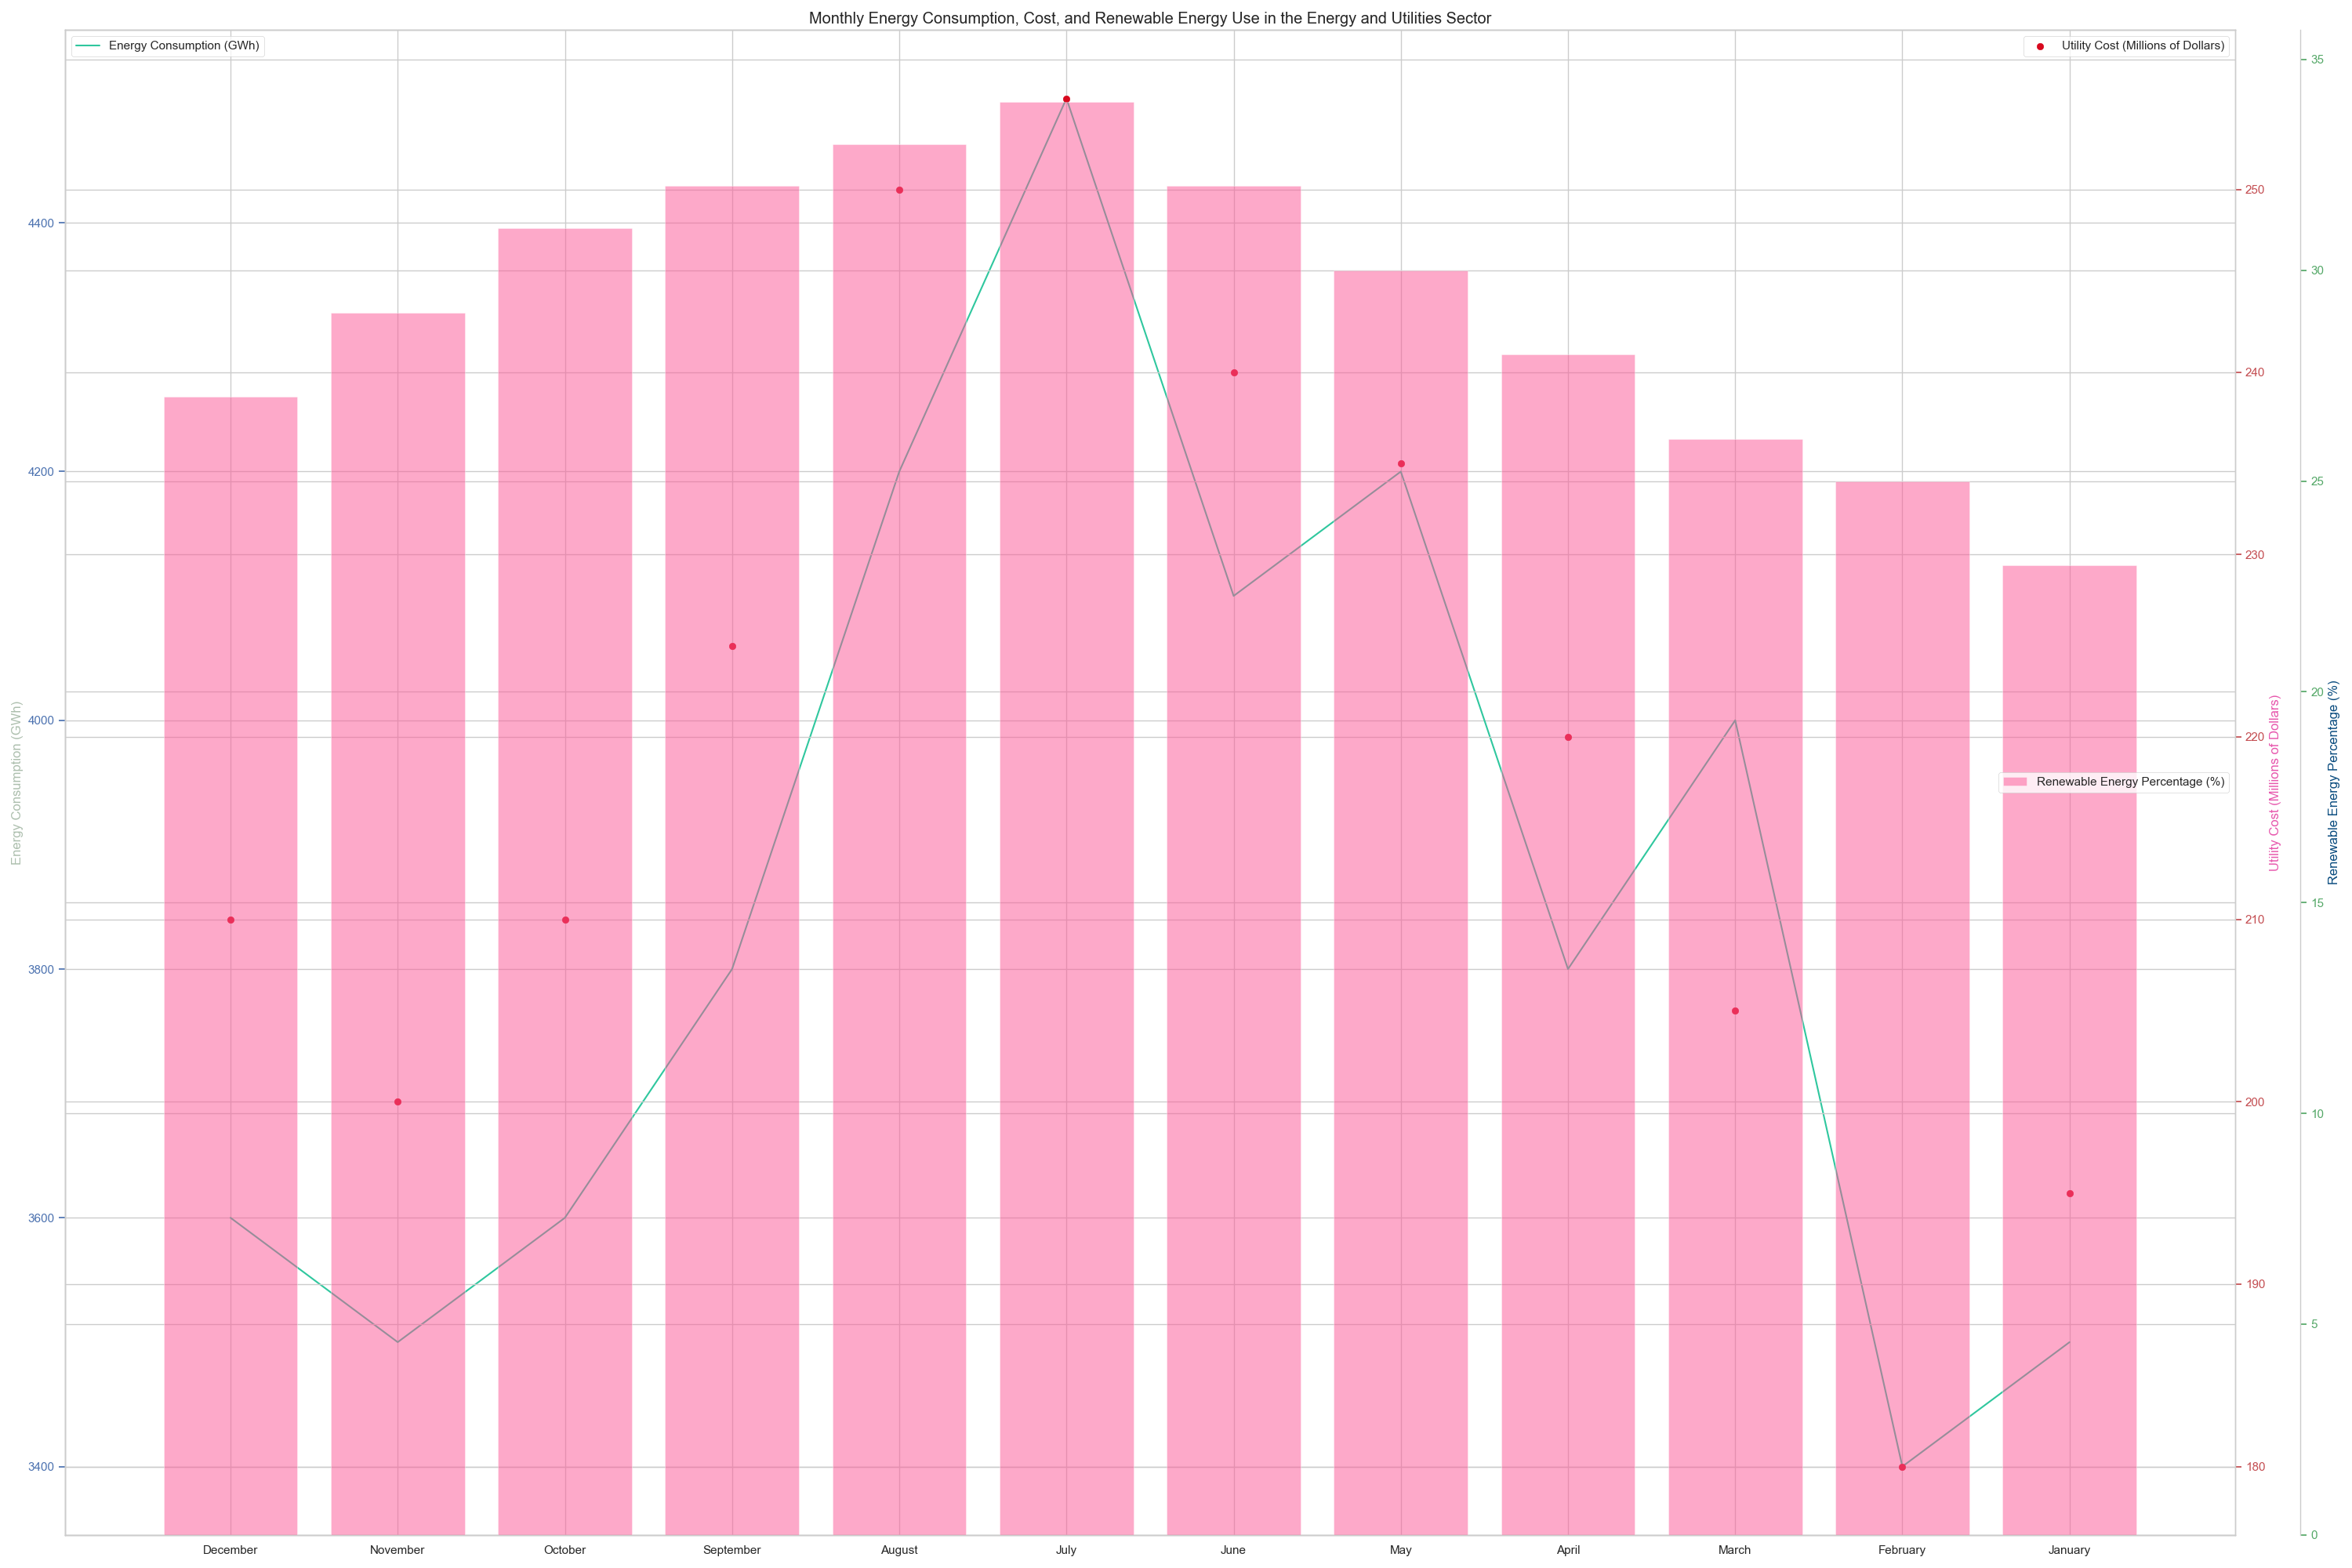 Monthly Energy Consumption, Cost, and Renewable Energy Use in the Energy and Utilities Sector
Energy Consumption (GWh)
Utility Cost (Millions of Dollars)
Renewable Energy Percentage (%)
Energy Consumption (GWh)
4400
4200
4000
3800
3600
3400
250
240
230
220
210
200
190
180
Utility Cost (Millions of Dollars)
35
30
25
20
15
10
5
0
Renewable Energy Percentage (%)
December
November
October
September
August
July
June
May
April
March
February
January